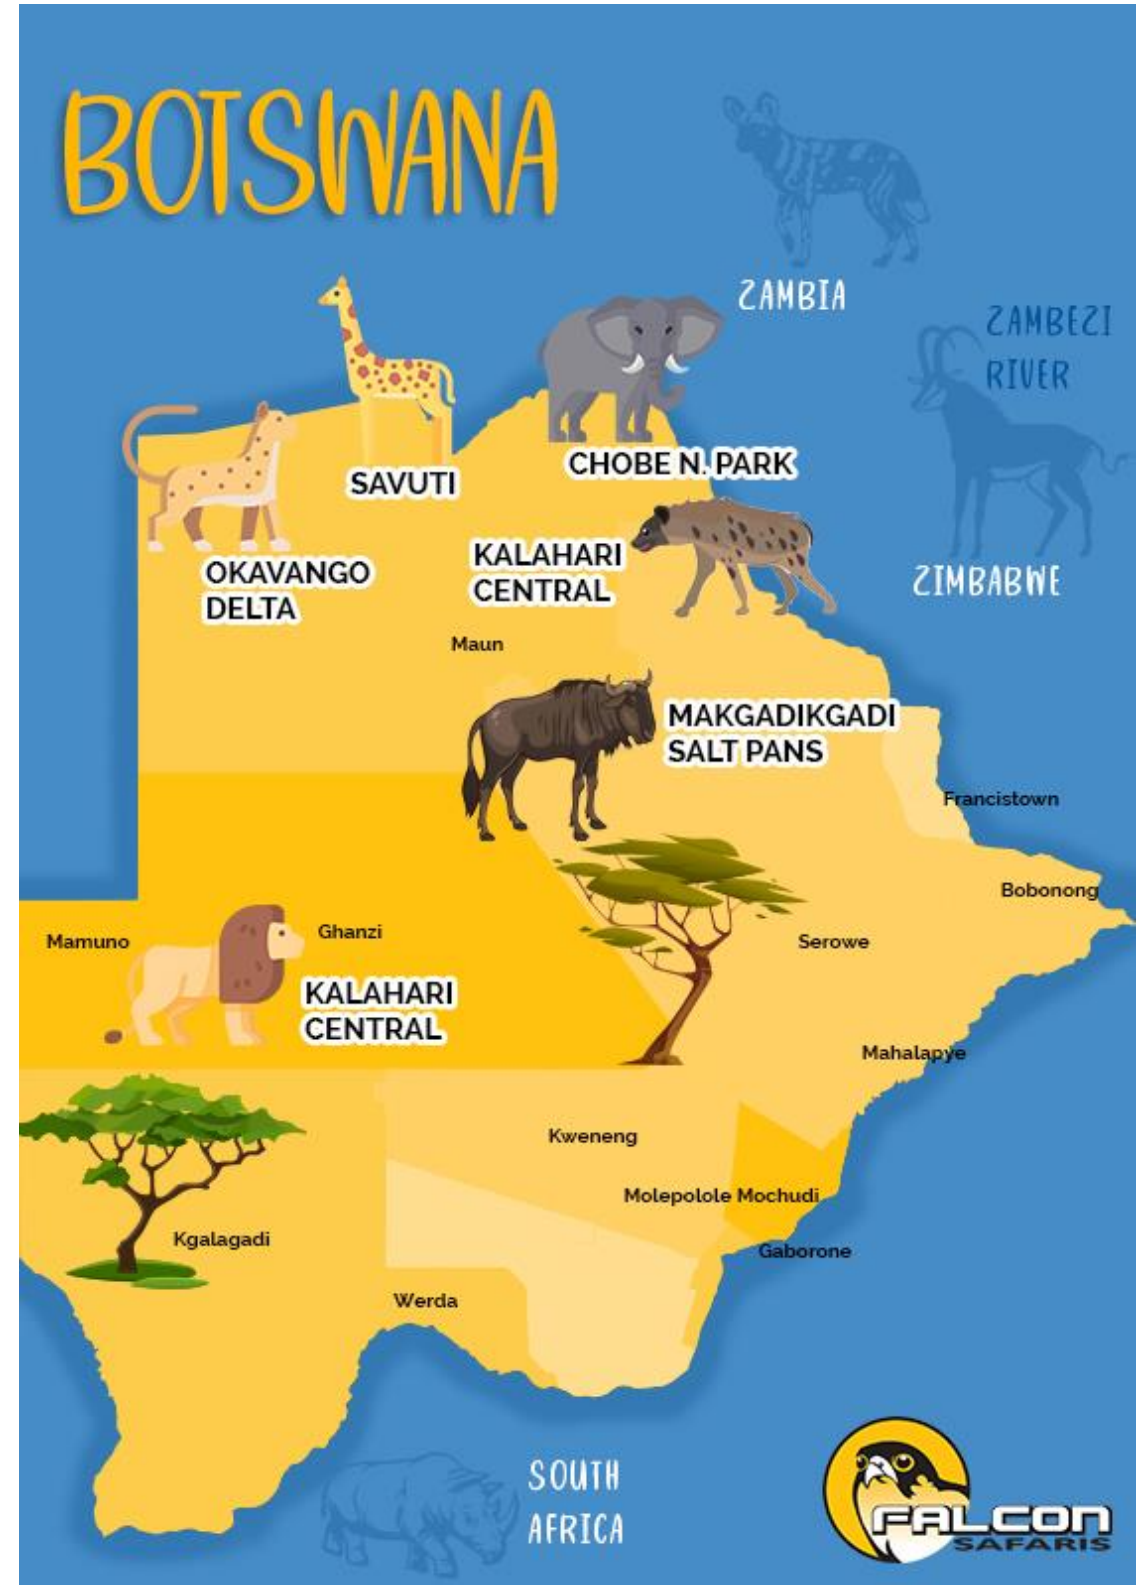 BOTSWANA
ZAMBIA
ZAMBEZI
RIVER
CHOBE N. PARK
SAVUTI
KALAHARI
CENTRAL
OKAVANGO
DELTA
ZIMBABWE
Maun
MAKGADIKGADI
SALT PANS
Francistown
Bobonong
Mamuno
Ghanzi
Serowe
KALAHARI
CENTRAL
Mahalapye
Kweneng
Molepolole Mochudi
Kgalagadi
Gaborone
Werda
SOUTH
AFRICA
FALCON
SAFARIS